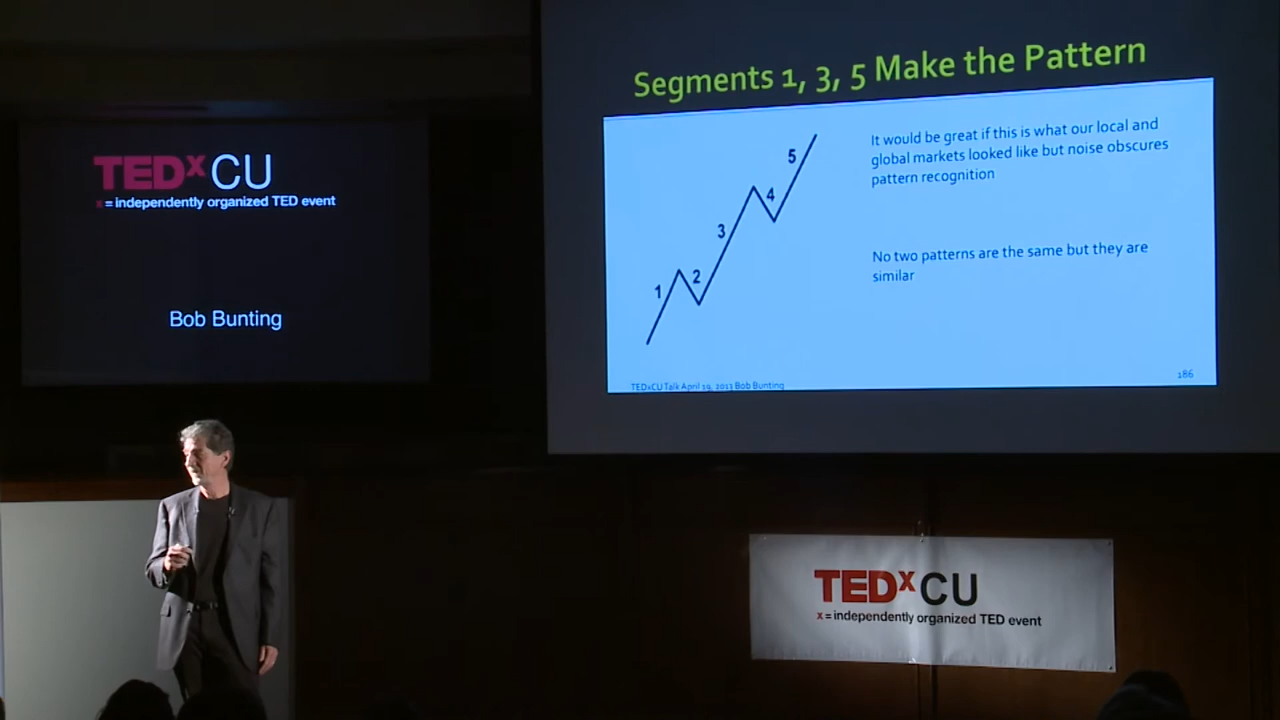 TEDxCU
x = independently organized TED event
Bob Bunting
Segments 1, 3, 5 Make the Pattern
It would be great if this is what our local and
global markets looked like but noise obscures
pattern recognition
No two patterns are the same but they are
similar
1
2
3
4
5
TEDxCU Talk April 19, 2013 Bob Bunting
186
TEDxCU
x = independently organized TED event